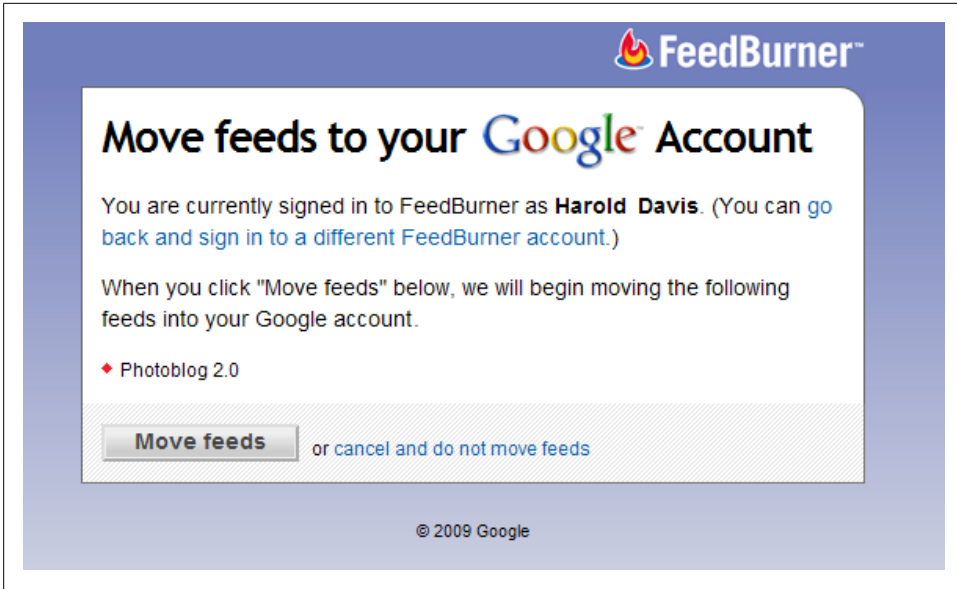 FeedBurner™
Move feeds to your Google™ Account
You are currently signed in to FeedBurner as Harold Davis. (You can go
back and sign in to a different FeedBurner account.)
When you click "Move feeds" below, we will begin moving the following
feeds into your Google account.
Photoblog 2.0
Move feeds or cancel and do not move feeds
© 2009 Google